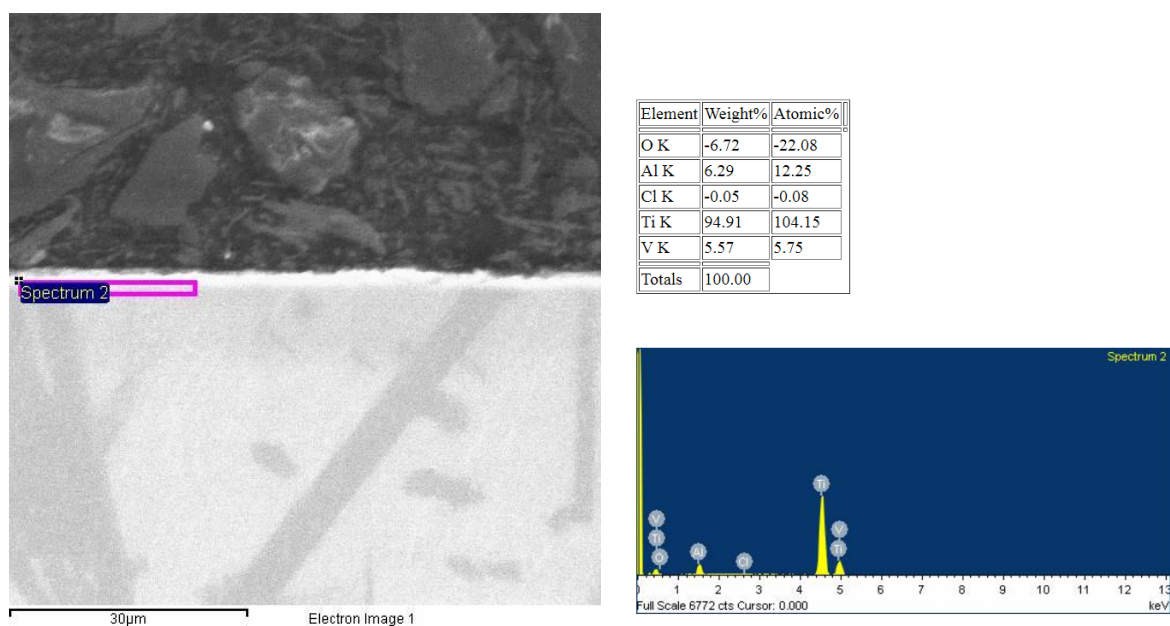 Spectrum 2
30µm
Electron Image 1
Element Weight% Atomic%
O K -6.72 -22.08
Al K 6.29 12.25
Cl K -0.05 -0.08
Ti K 94.91 104.15
V K 5.57 5.75
Totals 100.00
Spectrum 2
V
Ti
O
Al
Cl
Ti
V
Ti
0 1 2 3 4 5 6 7 8 9 10 11 12 13
Full Scale 6772 cts Cursor: 0.000 keV